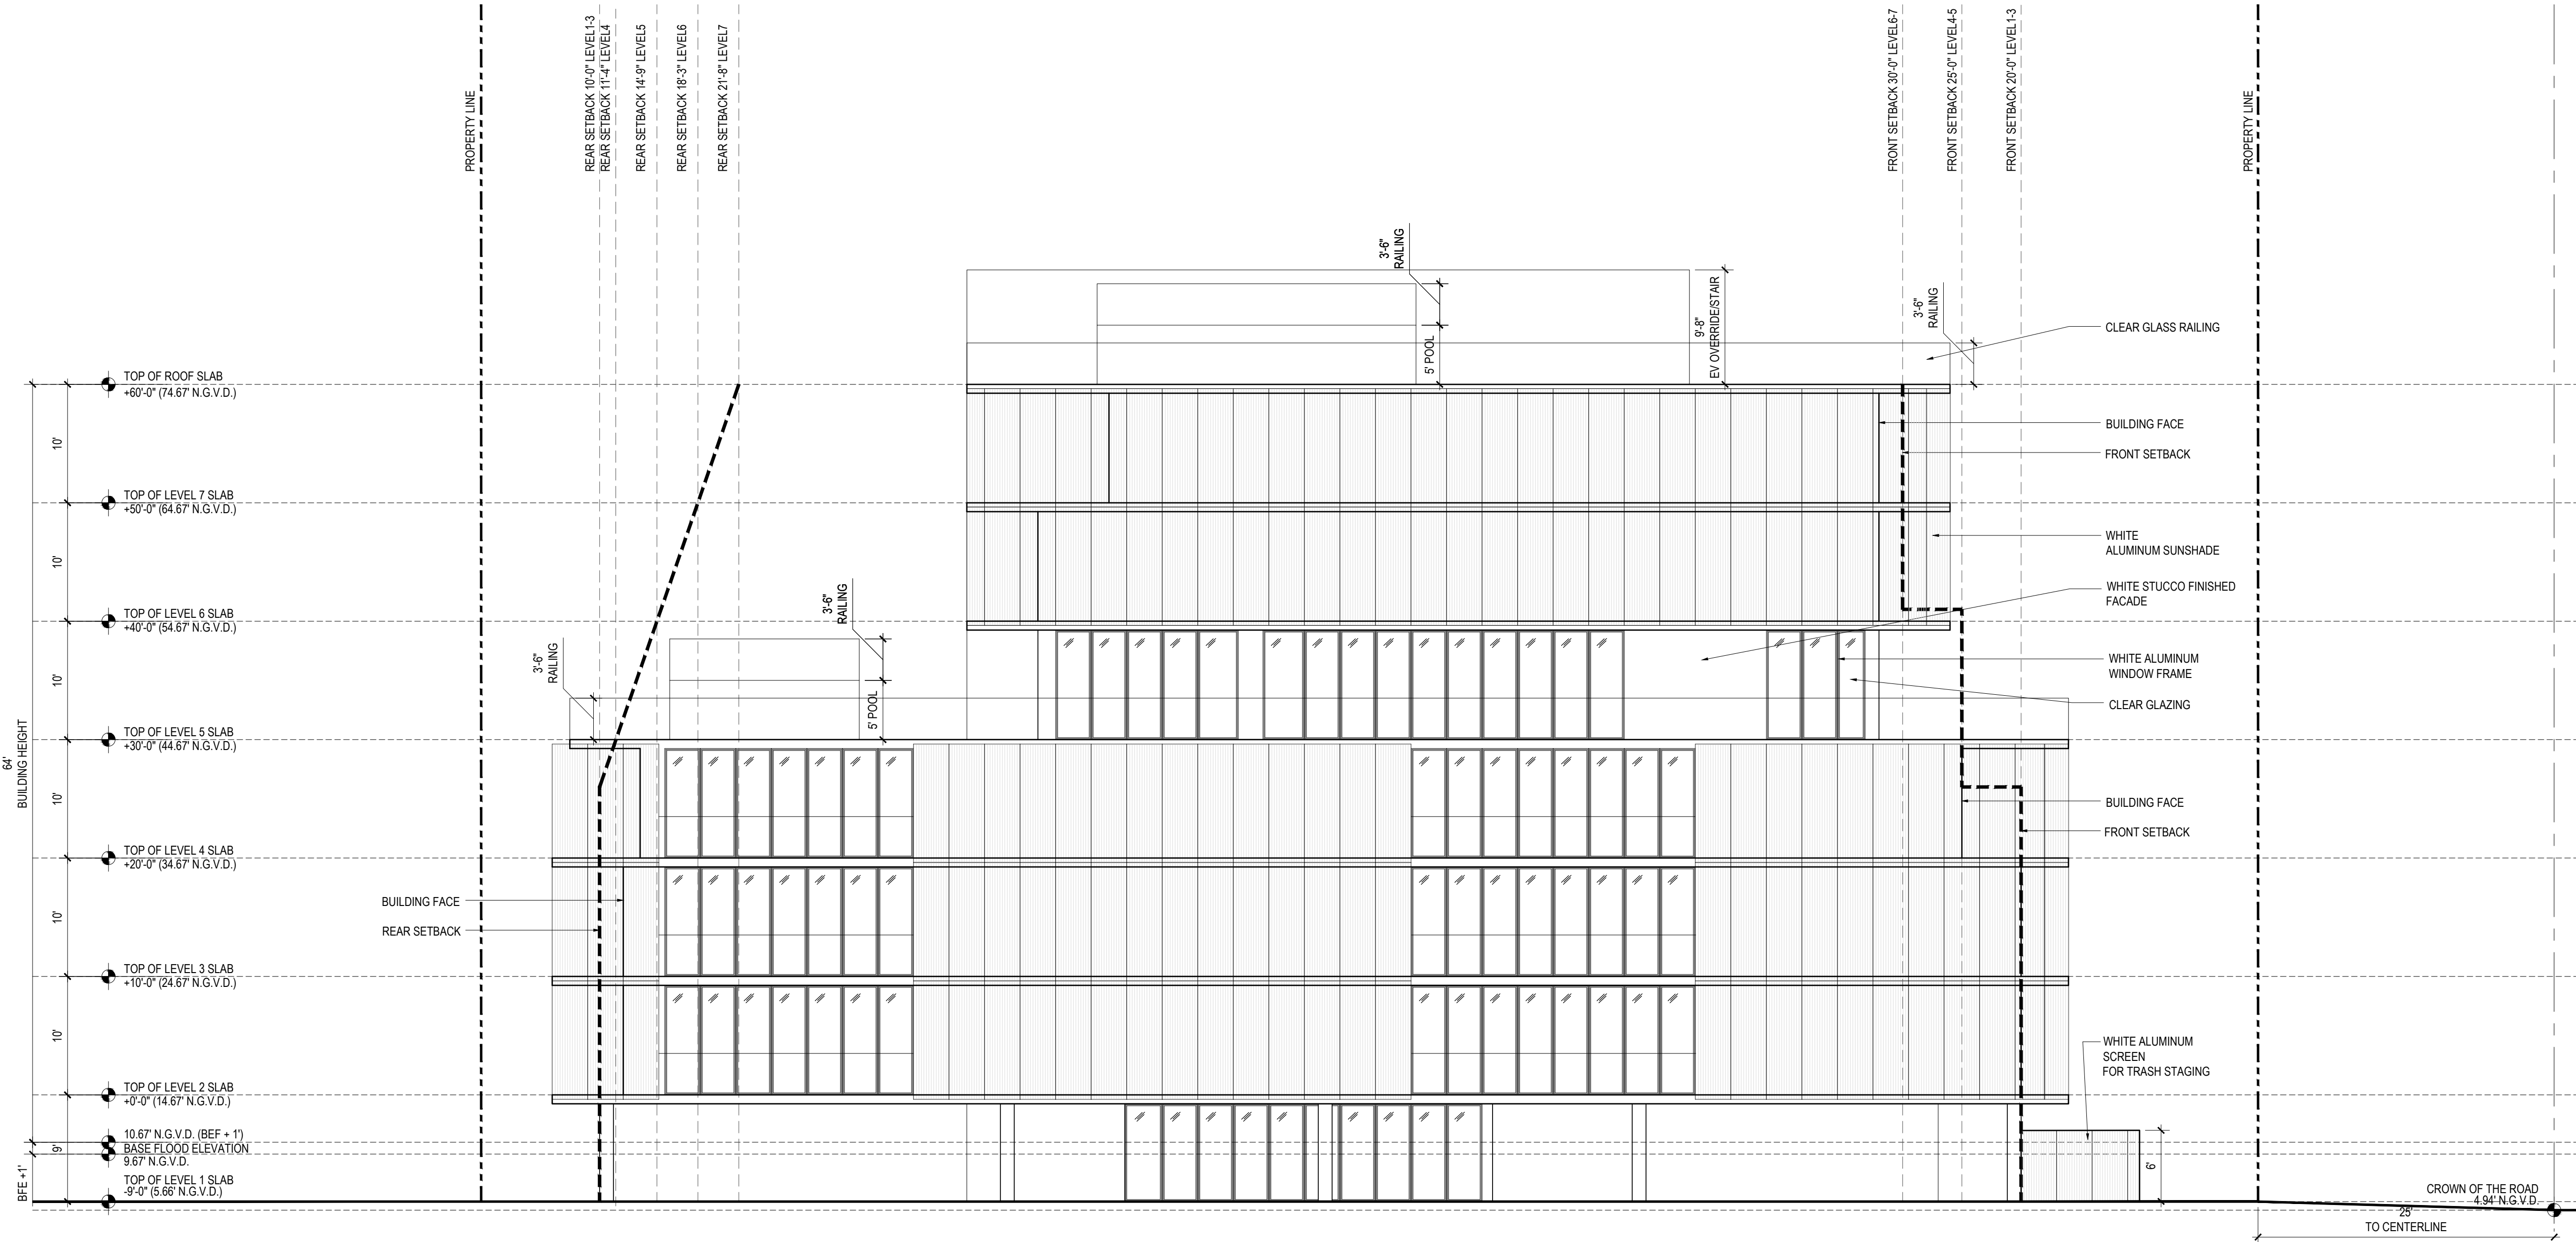 PROPERTY LINE
REAR SETBACK 10'-0" LEVEL1-3
REAR SETBACK 11'-4" LEVEL4
REAR SETBACK 14'-9" LEVEL5
REAR SETBACK 18'-3" LEVEL6
REAR SETBACK 21'-8" LEVEL7
FRONT SETBACK 30'-0" LEVEL6-7
FRONT SETBACK 25'-0" LEVEL4-5
FRONT SETBACK 20'-0" LEVEL1-3
PROPERTY LINE
3'-6"
RAILING
5' POOL
9'-8"
EV OVERRIDE/STAIR
3'-6"
RAILING
CLEAR GLASS RAILING
TOP OF ROOF SLAB
+60'-0" (74.67' N.G.V.D.)
10'
BUILDING FACE
FRONT SETBACK
TOP OF LEVEL 7 SLAB
+50'-0" (64.67' N.G.V.D.)
10'
WHITE
ALUMINUM SUNSHADE
WHITE STUCCO FINISHED
FACADE
TOP OF LEVEL 6 SLAB
+40'-0" (54.67' N.G.V.D.)
10'
3'-6"
RAILING
3'-6"
RAILING
5' POOL
WHITE ALUMINUM
WINDOW FRAME
CLEAR GLAZING
TOP OF LEVEL 5 SLAB
+30'-0" (44.67' N.G.V.D.)
64'
BUILDING HEIGHT
10'
BUILDING FACE
FRONT SETBACK
TOP OF LEVEL 4 SLAB
+20'-0" (34.67' N.G.V.D.)
10'
BUILDING FACE
REAR SETBACK
TOP OF LEVEL 3 SLAB
+10'-0" (24.67' N.G.V.D.)
10'
WHITE ALUMINUM
SCREEN
FOR TRASH STAGING
TOP OF LEVEL 2 SLAB
+0'-0" (14.67' N.G.V.D.)
10.67' N.G.V.D. (BEF + 1')
BASE FLOOD ELEVATION
9.67' N.G.V.D.
9'
BFE +1'
TOP OF LEVEL 1 SLAB
-9'-0" (5.66' N.G.V.D.)
6'
CROWN OF THE ROAD
4.94' N.G.V.D.
25'
TO CENTERLINE